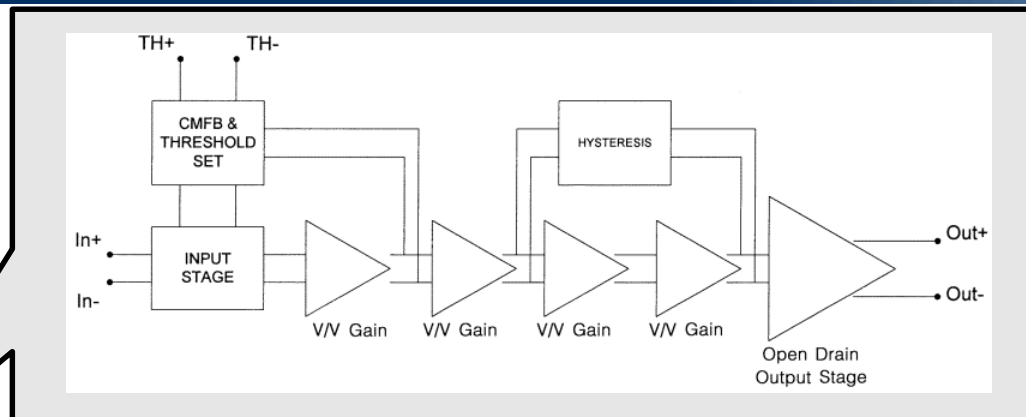 TH+ TH-
CMFB &
THRESHOLD
SET
HYSTERESIS
In+
In-
INPUT
STAGE
Out+
Out-
V/V Gain V/V Gain V/V Gain V/V Gain
Open Drain
Output Stage